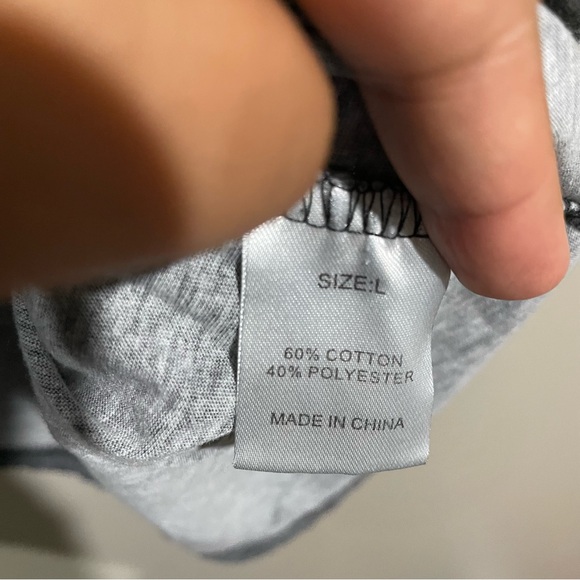 SIZE:L
60% COTTON
40% POLYESTER
MADE IN CHINA